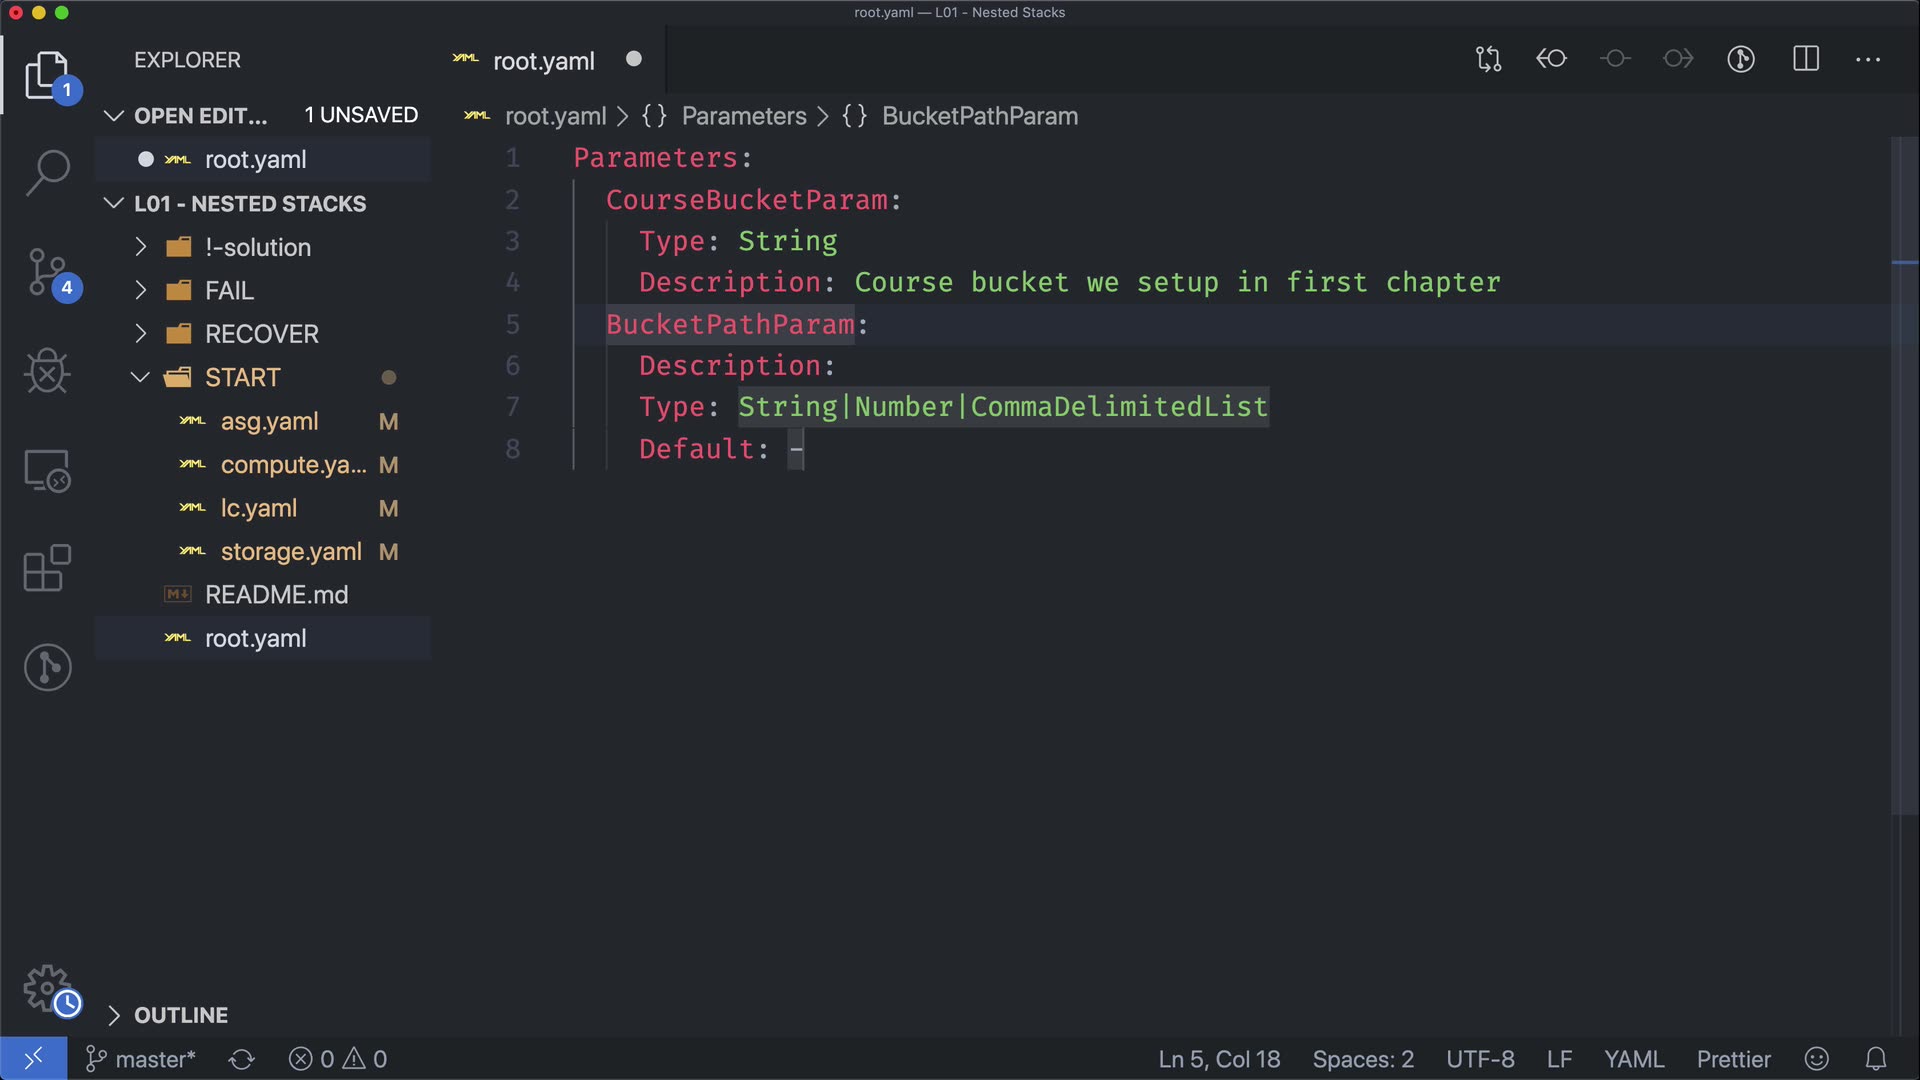 root.yaml — L01 - Nested Stacks
EXPLORER
root.yaml
1
OPEN EDIT... 1 UNSAVED
root.yaml > {} Parameters > {} BucketPathParam
root.yaml
L01 - NESTED STACKS
!-solution
4
FAIL
RECOVER
START
asg.yaml M
compute.ya... M
lc.yaml M
storage.yaml M
README.md
root.yaml
1 Parameters:
2 CourseBucketParam:
3 Type: String
4 Description: Course bucket we setup in first chapter
5 BucketPathParam:
6 Description:
7 Type: String|Number|CommaDelimitedList
8 Default: -
OUTLINE
master* 0 0 Ln 5, Col 18 Spaces: 2 UTF-8 LF YAML Prettier